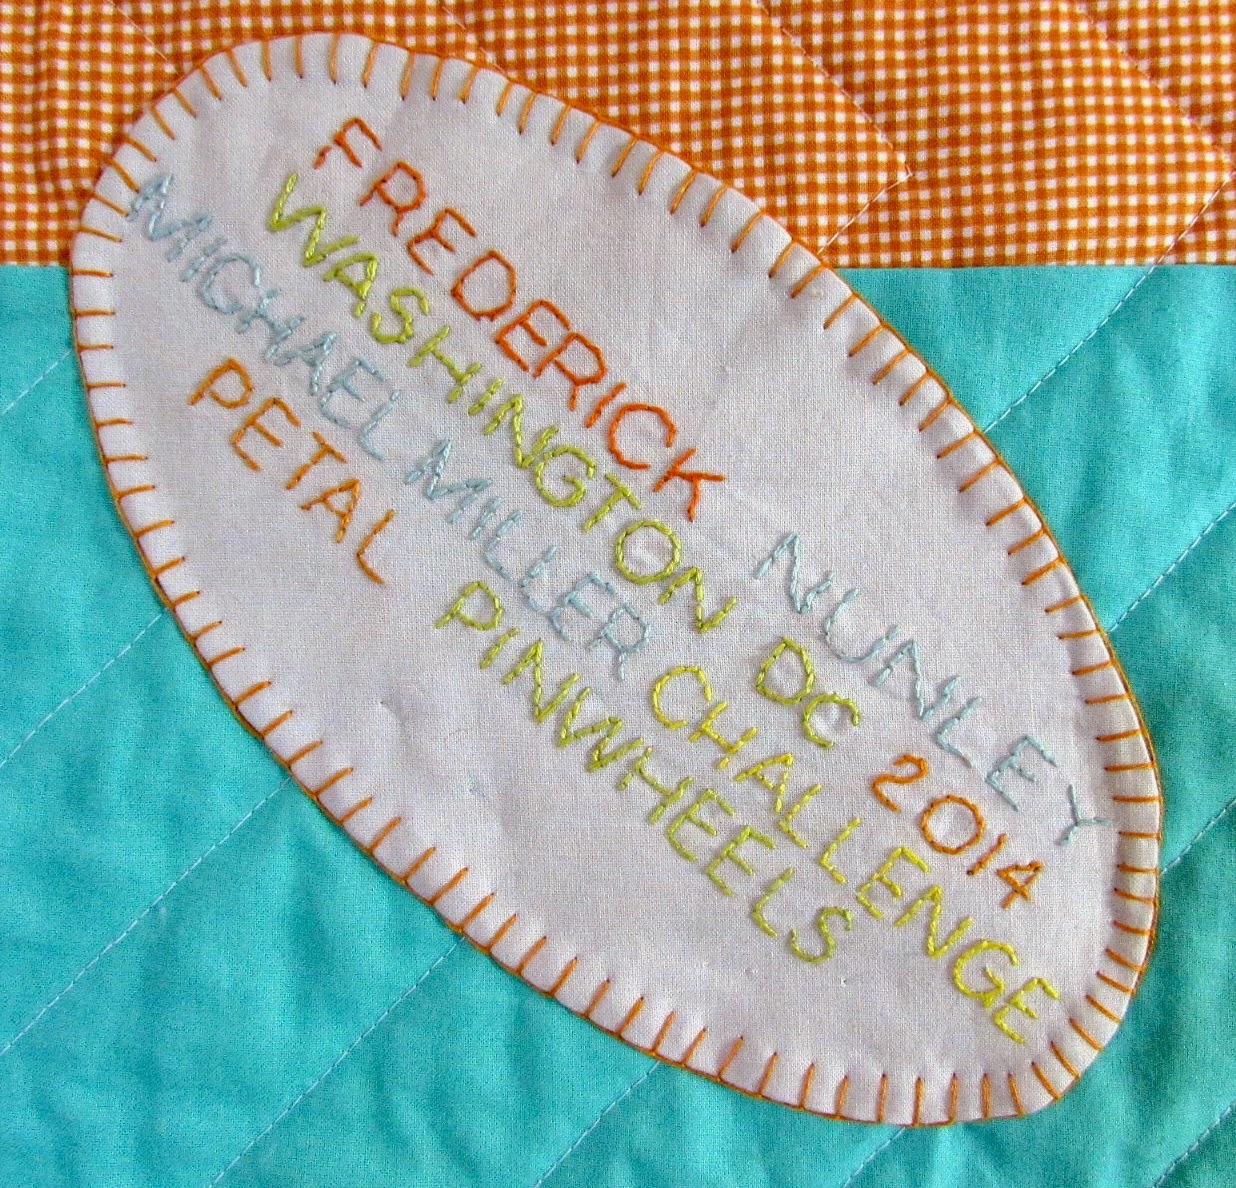 FREDERICK NUNLEY
WASHINGTON DC 2014
MICHAEL MILLER CHALLENGE
PETAL PINWHEELS